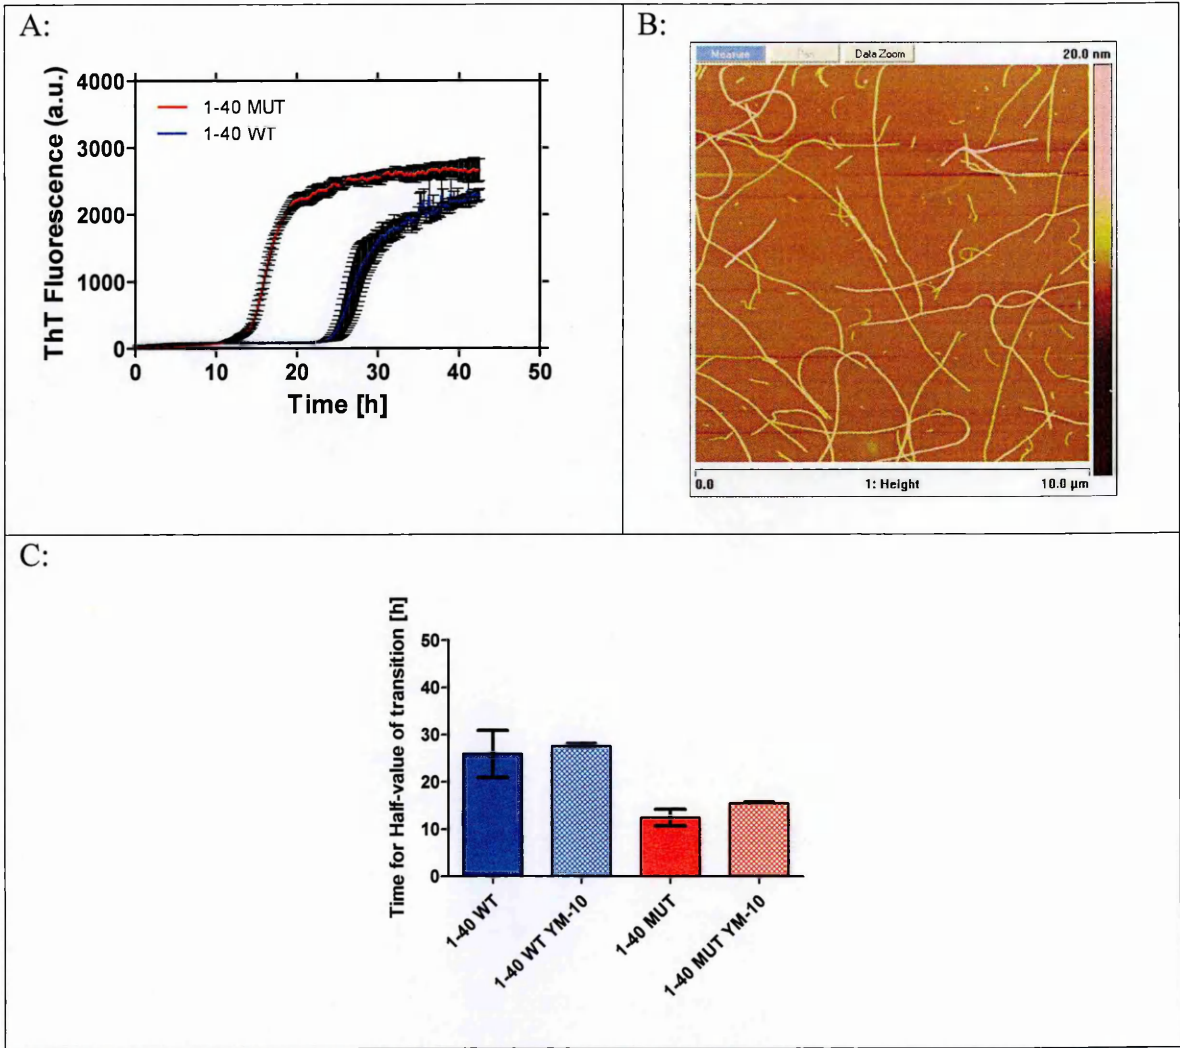 A:
ThT Fluorescence (a.u.)
4000
3000
2000
1000
0
1-40 MUT
1-40 WT
0 10 20 30 40 50
Time [h]
B:
Measure Pan Data Zoom 20.0 nm
0.0 1: Height 10.0 µm
C:
Time for Half-value of transition [h]
50
40
30
20
10
0
1-40 WT
1-40 WT YM-10
1-40 MUT
1-40 MUT YM-10